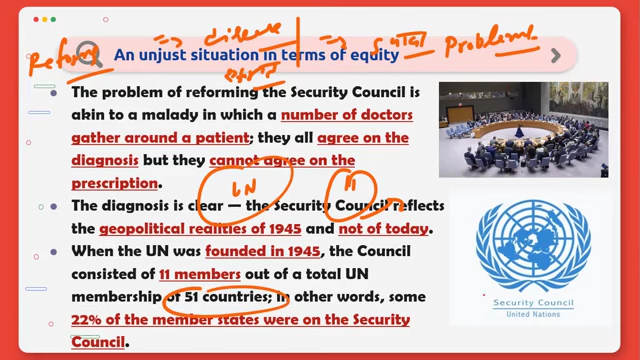 Reform => disease => Problems
exist
An unjust situation in terms of equity
The problem of reforming the Security Council is
akin to a malady in which a number of doctors
gather around a patient; they all agree on the
diagnosis but they cannot agree on the
prescription.
UN 11
The diagnosis is clear — the Security Council reflects
the geopolitical realities of 1945 and not of today.
When the UN was founded in 1945, the Council
consisted of 11 members out of a total UN
membership of 51 countries; in other words, some
22% of the member states were on the Security
Council.
Security Council
United Nations